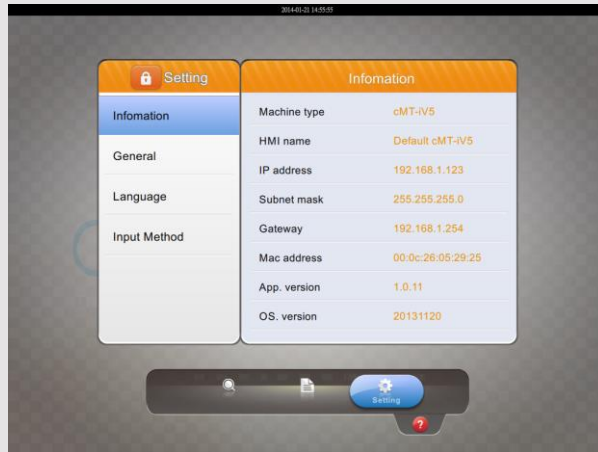 2014-01-21 14:55:55
Setting
Infomation
Infomation
General
Language
Input Method
Machine type cMT-iV5
HMI name Default cMT-iV5
IP address 192.168.1.123
Subnet mask 255.255.255.0
Gateway 192.168.1.254
Mac address 00:0c:26:05:29:25
App. version 1.0.11
OS. version 20131120
Setting
?